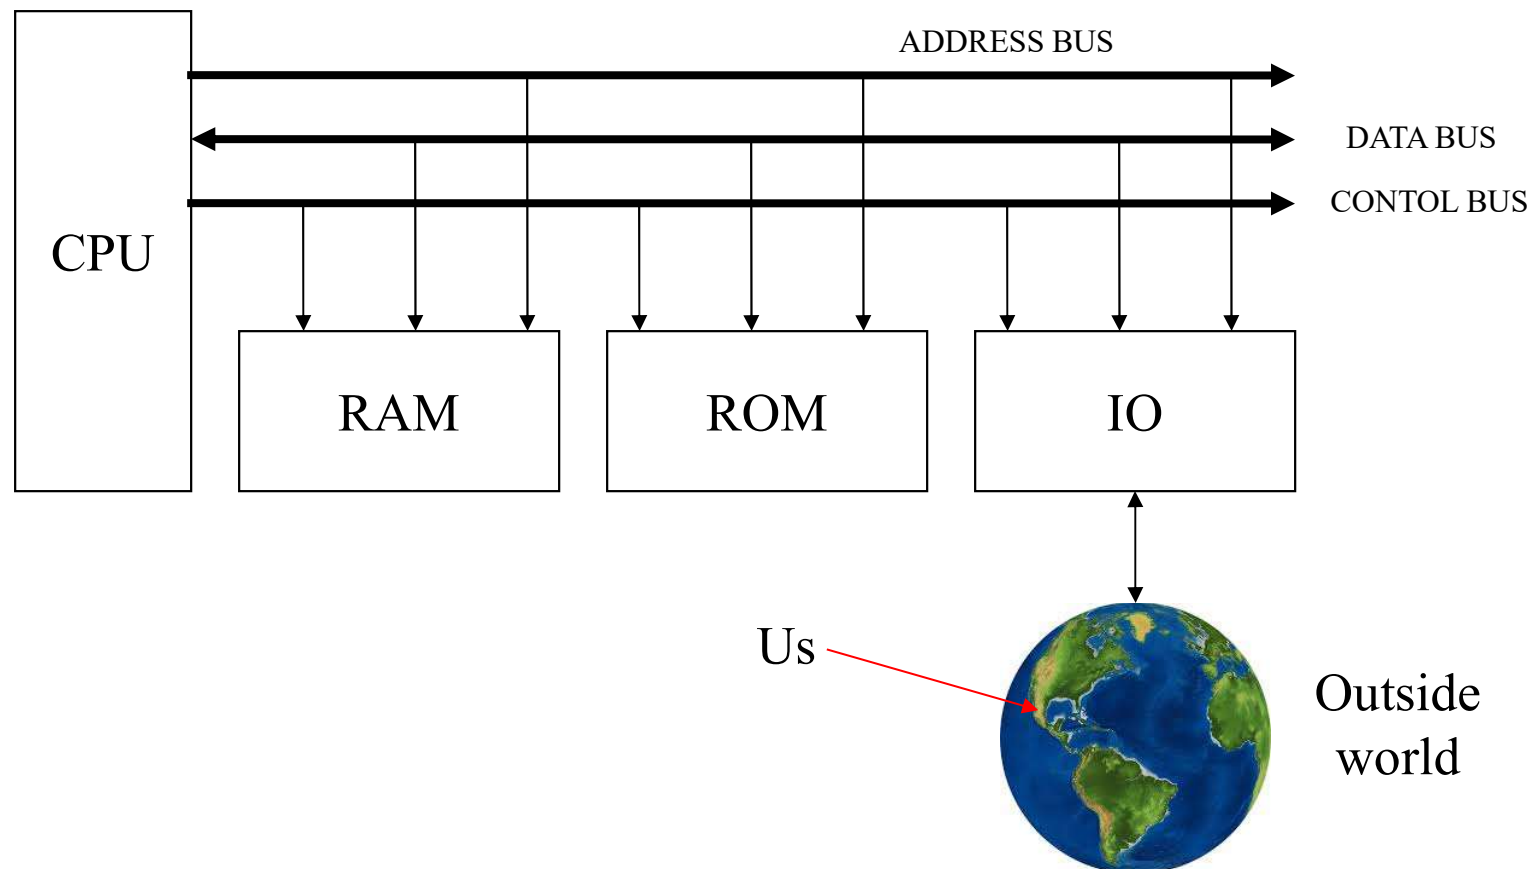 ADDRESS BUS
DATA BUS
CONTOL BUS
CPU
RAM
ROM
IO
Us
Outside
world